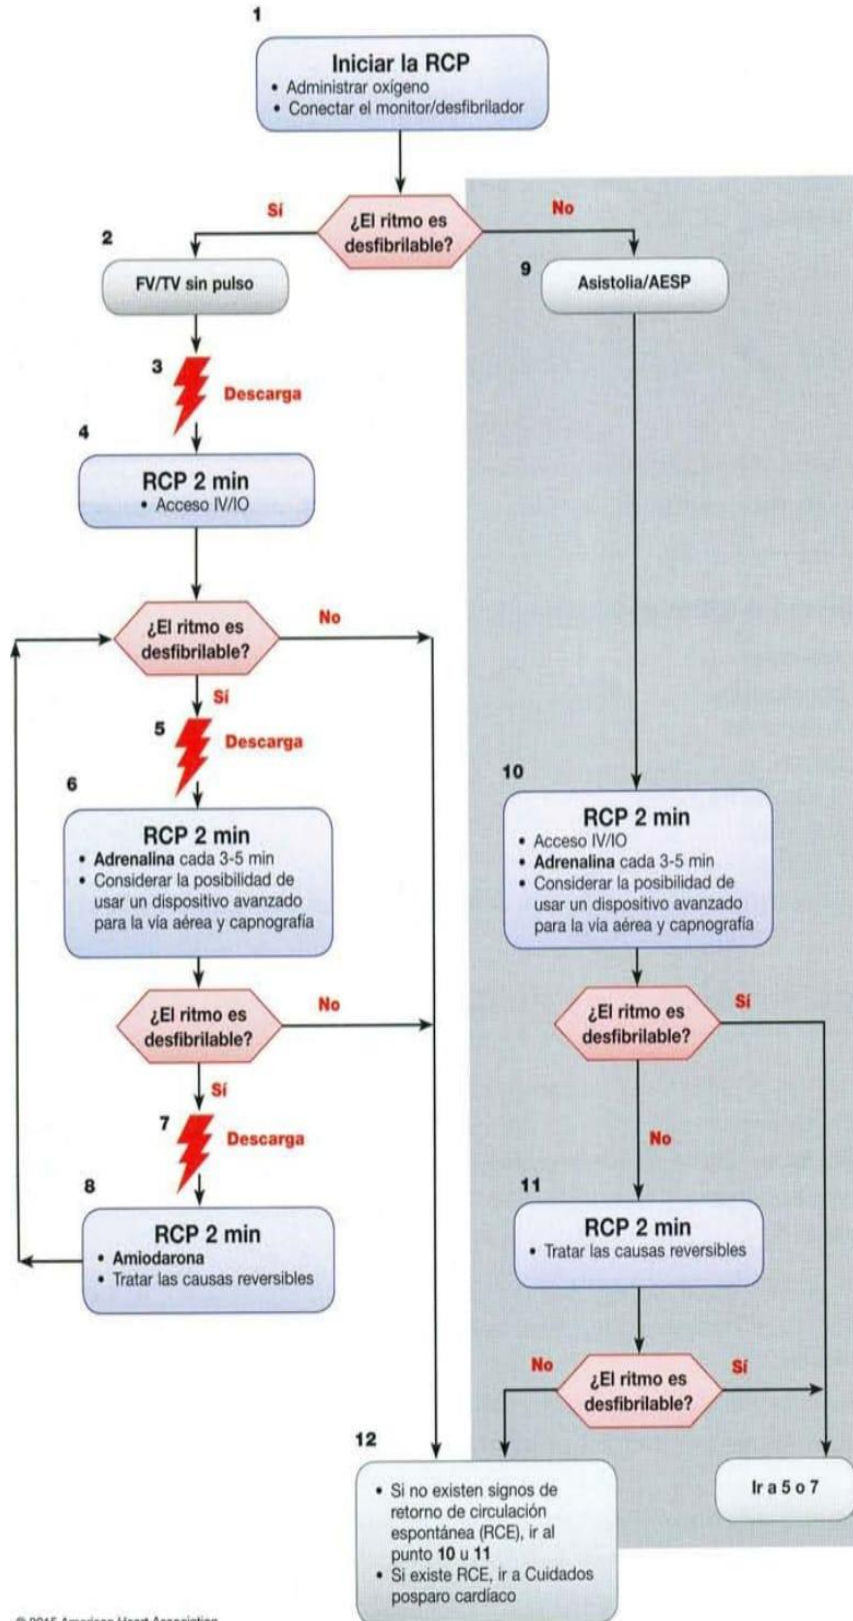 1
Iniciar la RCP
• Administrar oxígeno
• Conectar el monitor/desfibrilador
¿El ritmo es
desfibrilable?
Sí
No
2
FV/TV sin pulso
9
Asistolia/AESP
3
Descarga
4
RCP 2 min
• Acceso IV/IO
¿El ritmo es
desfibrilable?
No
Sí
5
Descarga
6
RCP 2 min
• Adrenalina cada 3-5 min
• Considerar la posibilidad de
usar un dispositivo avanzado
para la vía aérea y capnografía
10
RCP 2 min
• Acceso IV/IO
• Adrenalina cada 3-5 min
• Considerar la posibilidad de
usar un dispositivo avanzado
para la vía aérea y capnografía
¿El ritmo es
desfibrilable?
No
Sí
¿El ritmo es
desfibrilable?
Sí
No
7
Descarga
8
RCP 2 min
• Amiodarona
• Tratar las causas reversibles
11
RCP 2 min
• Tratar las causas reversibles
¿El ritmo es
desfibrilable?
No
Sí
12
• Si no existen signos de
retorno de circulación
espontánea (RCE), ir al
punto 10 u 11
• Si existe RCE, ir a Cuidados
posparo cardíaco
Ir a 5 o 7
© 2015 American Heart Association